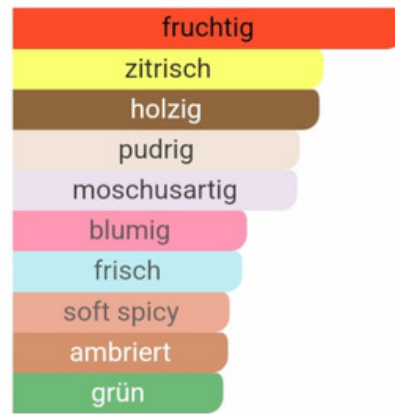 fruchtig
zitrisch
holzig
pudrig
moschusartig
blumig
frisch
soft spicy
ambriert
grün